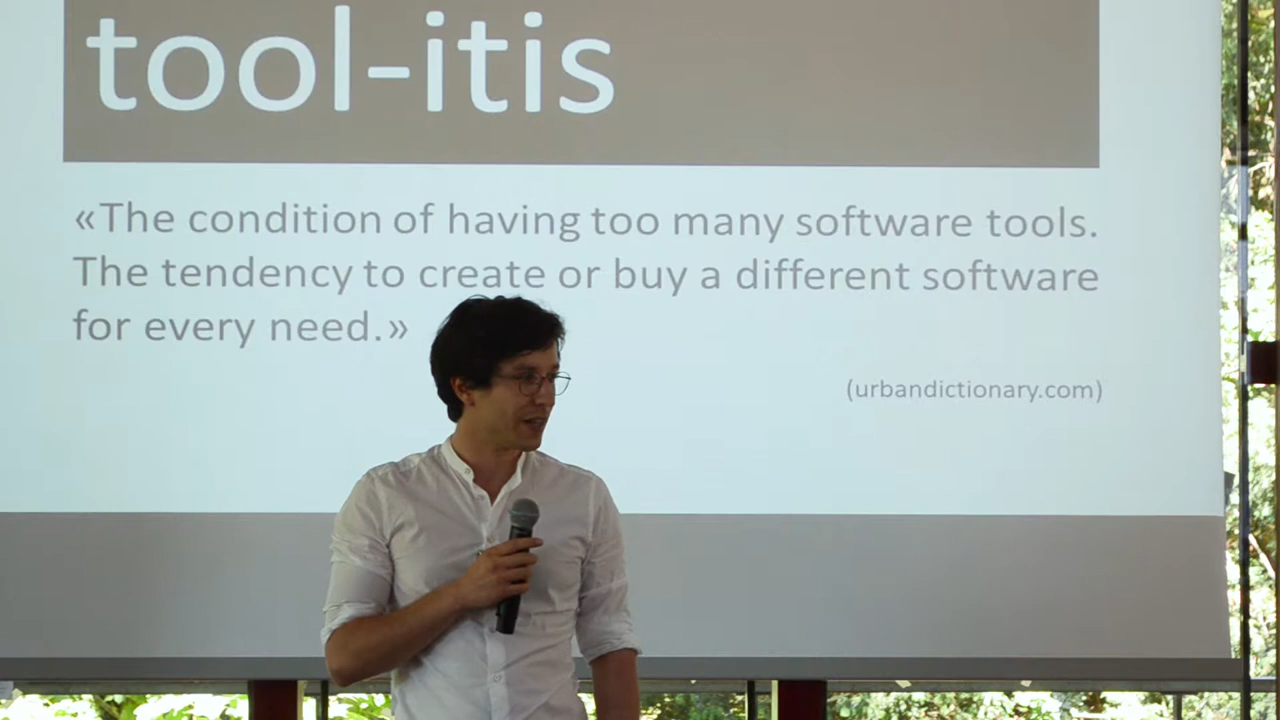 tool-itis
«The condition of having too many software tools.
The tendency to create or buy a different software
for every need.»
(urbandictionary.com)